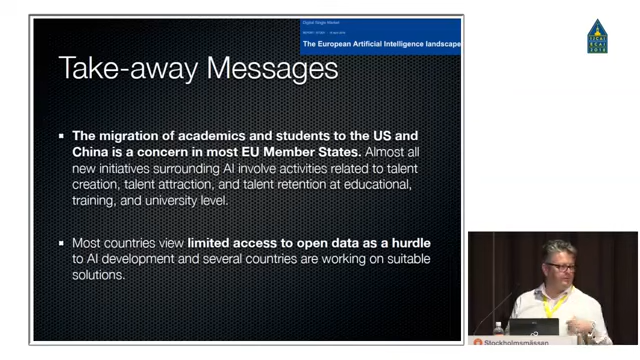 Digital Single Market
The European Artificial Intelligence landscape
Take-away Messages
The migration of academics and students to the US and
China is a concern in most EU Member States. Almost all
new initiatives surrounding AI involve activities related to talent
creation, talent attraction, and talent retention at educational,
training, and university level.
Most countries view limited access to open data as a hurdle
to AI development and several countries are working on suitable
solutions.
IJCAI
ECAI
2018
Stockholmsmässan